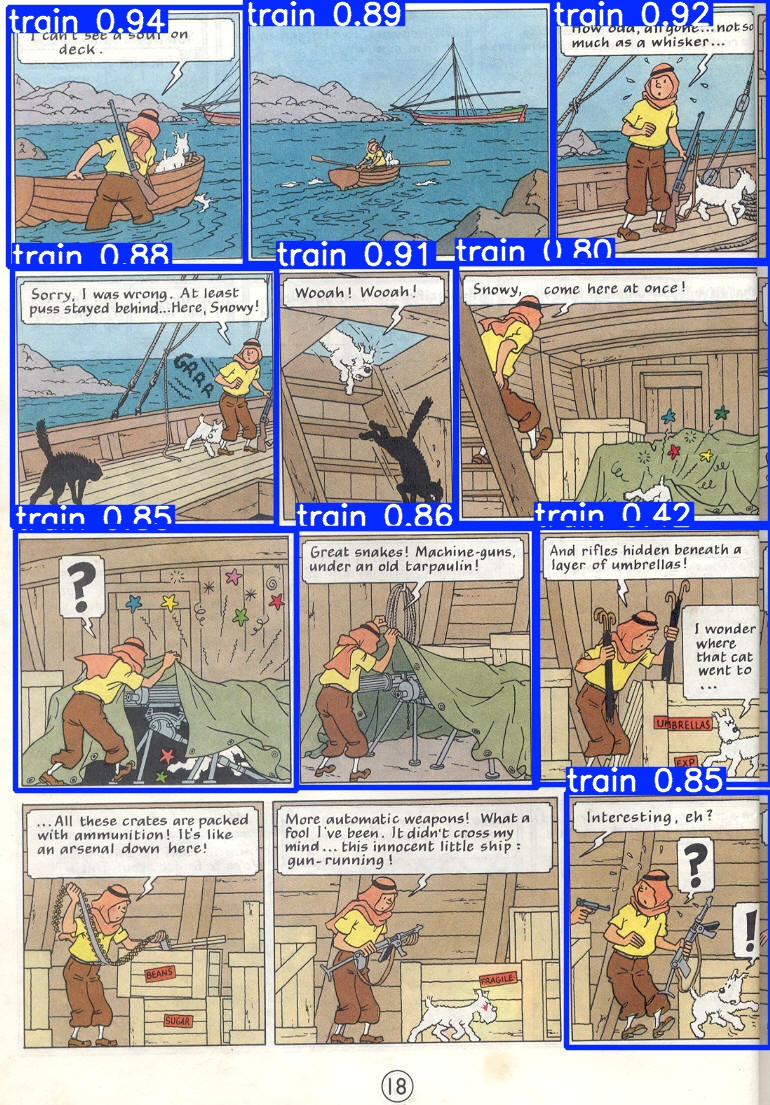 train 0.94
train 0.89
train 0.92
I can't see a soul on
deck.
How odd, all gone...not so
much as a whisker...
train 0.88
train 0.91
train 0.80
Sorry, I was wrong. At least
puss stayed behind...Here, Snowy!
GRRR
Wooah! Wooah!
Snowy, come here at once!
train 0.85
train 0.86
train 0.42
?
Great snakes! Machine-guns,
under an old tarpaulin!
And rifles hidden beneath a
layer of umbrellas!
I wonder
where
that cat
went to
...
UMBRELLAS
EXP
train 0.85
...All these crates are packed
with ammunition! It's like
an arsenal down here!
BEANS
SUGAR
More automatic weapons! What a
fool I've been. It didn't cross my
mind... this innocent little ship:
gun-running!
FRAGILE
Interesting, eh?
?
!
18